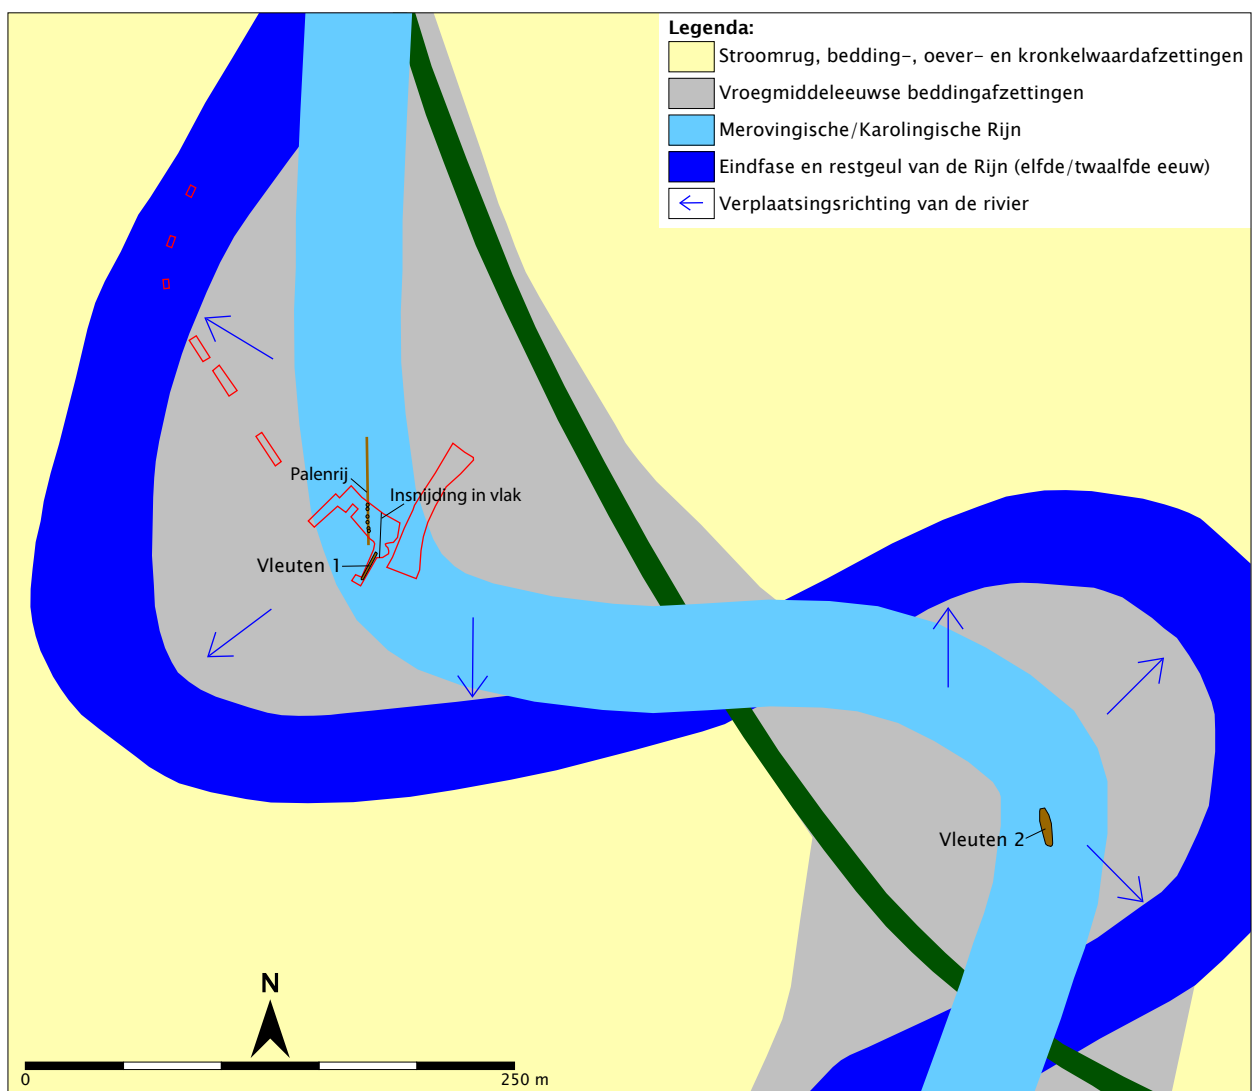 Legenda:
Stroomrug, bedding-, oever- en kronkelwaardafzettingen
Vroegmiddeleeuwse beddingafzettingen
Merovingische/Karolingische Rijn
Eindfase en restgeul van de Rijn (elfde/twaalfde eeuw)
Verplaatsingsrichting van de rivier
Palenrij
Insnijding in vlak
Vleuten 1
Vleuten 2
N
0 250 m